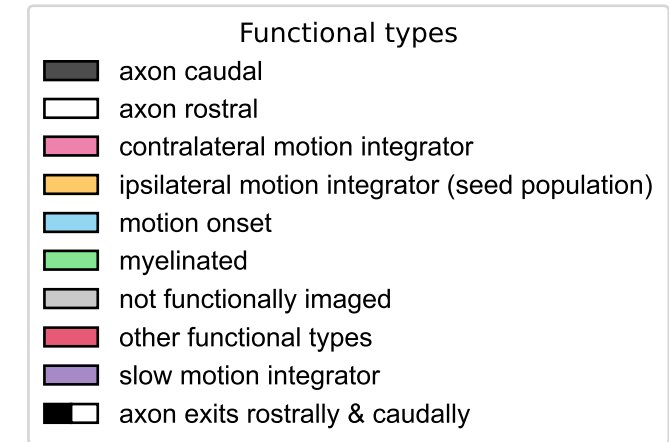 Functional types
axon caudal
axon rostral
contralateral motion integrator
ipsilateral motion integrator (seed population)
motion onset
myelinated
not functionally imaged
other functional types
slow motion integrator
axon exits rostrally & caudally